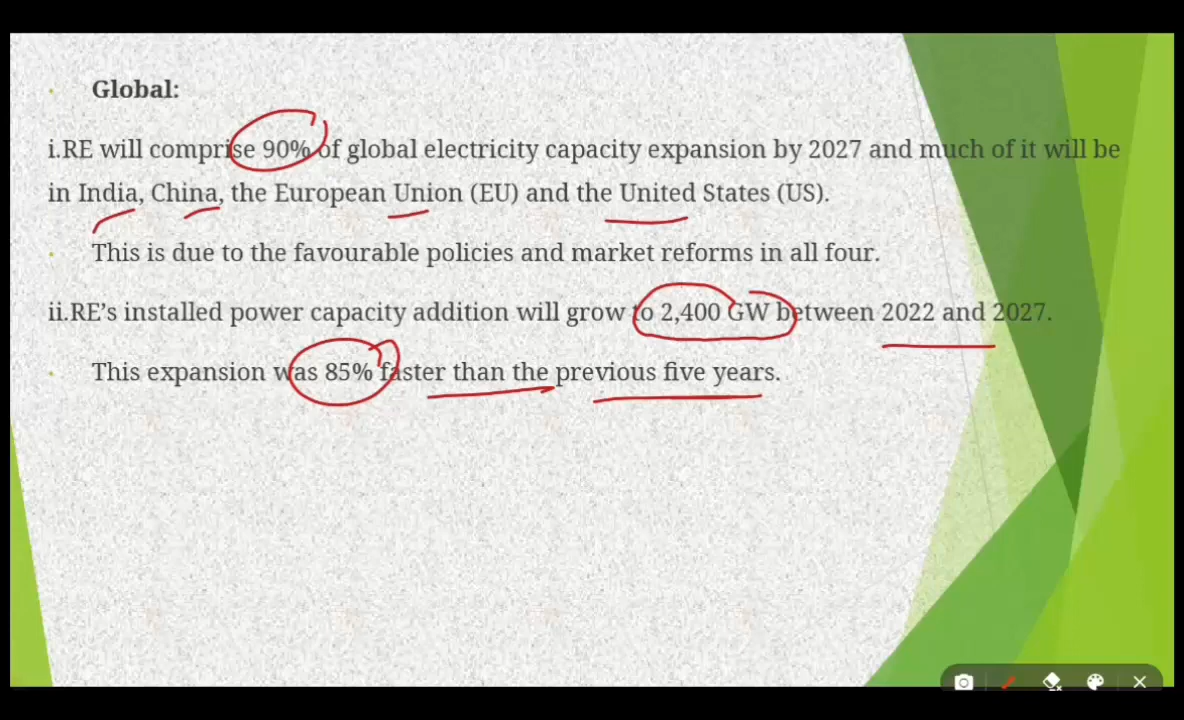 Global:
i.RE will comprise 90% of global electricity capacity expansion by 2027 and much of it will be
in India, China, the European Union (EU) and the United States (US).
This is due to the favourable policies and market reforms in all four.
ii.RE’s installed power capacity addition will grow to 2,400 GW between 2022 and 2027.
This expansion was 85% faster than the previous five years.